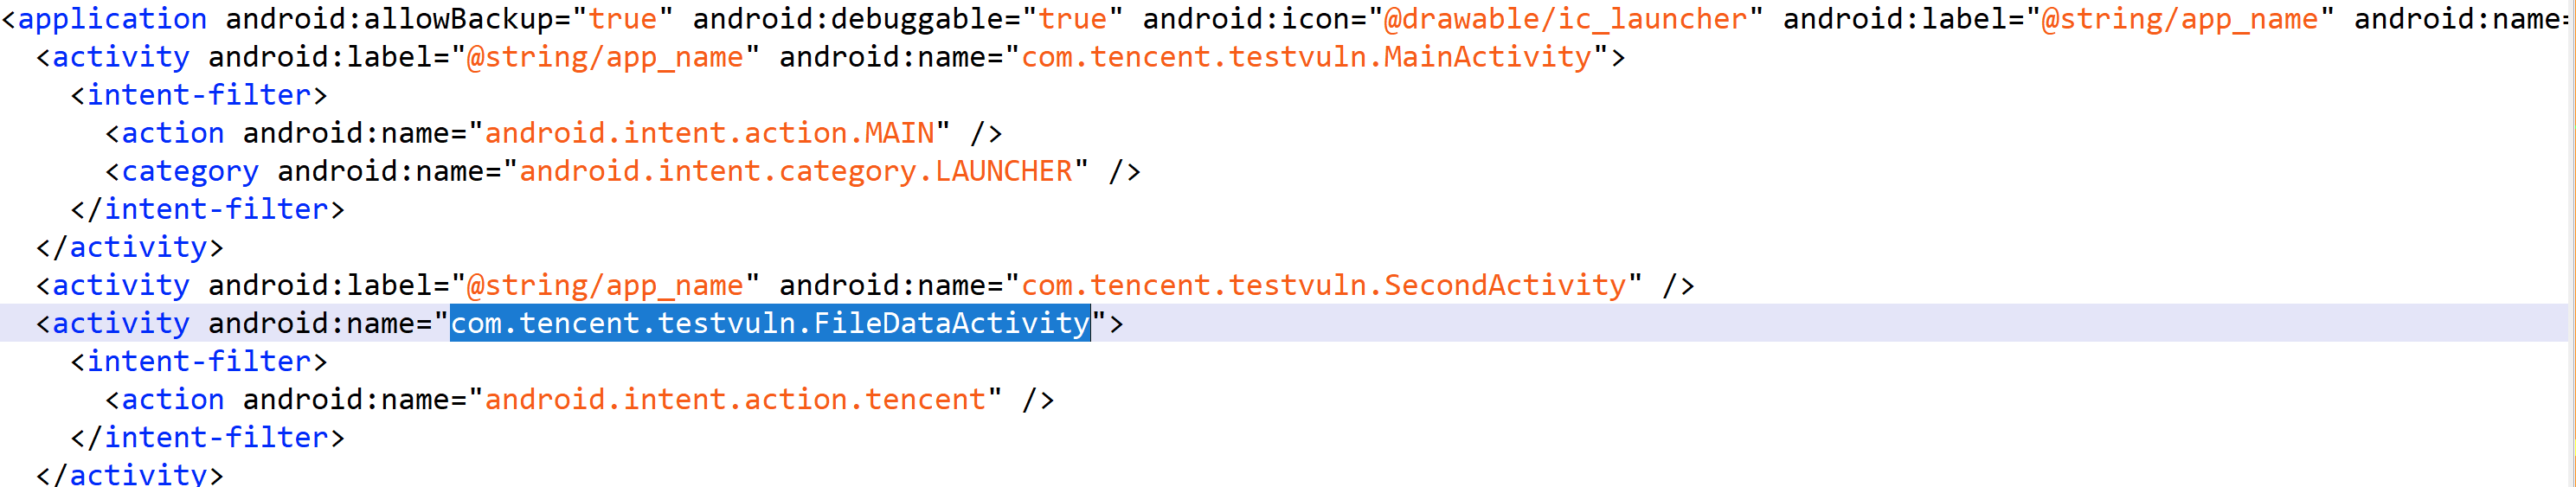 <application android:allowBackup="true" android:debuggable="true" android:icon="@drawable/ic_launcher" android:label="@string/app_name" android:name=
<activity android:label="@string/app_name" android:name="com.tencent.testvuln.MainActivity">
<intent-filter>
<action android:name="android.intent.action.MAIN" />
<category android:name="android.intent.category.LAUNCHER" />
</intent-filter>
</activity>
<activity android:label="@string/app_name" android:name="com.tencent.testvuln.SecondActivity" />
<activity android:name="com.tencent.testvuln.FileDataActivity">
<intent-filter>
<action android:name="android.intent.action.tencent" />
</intent-filter>
</activity>